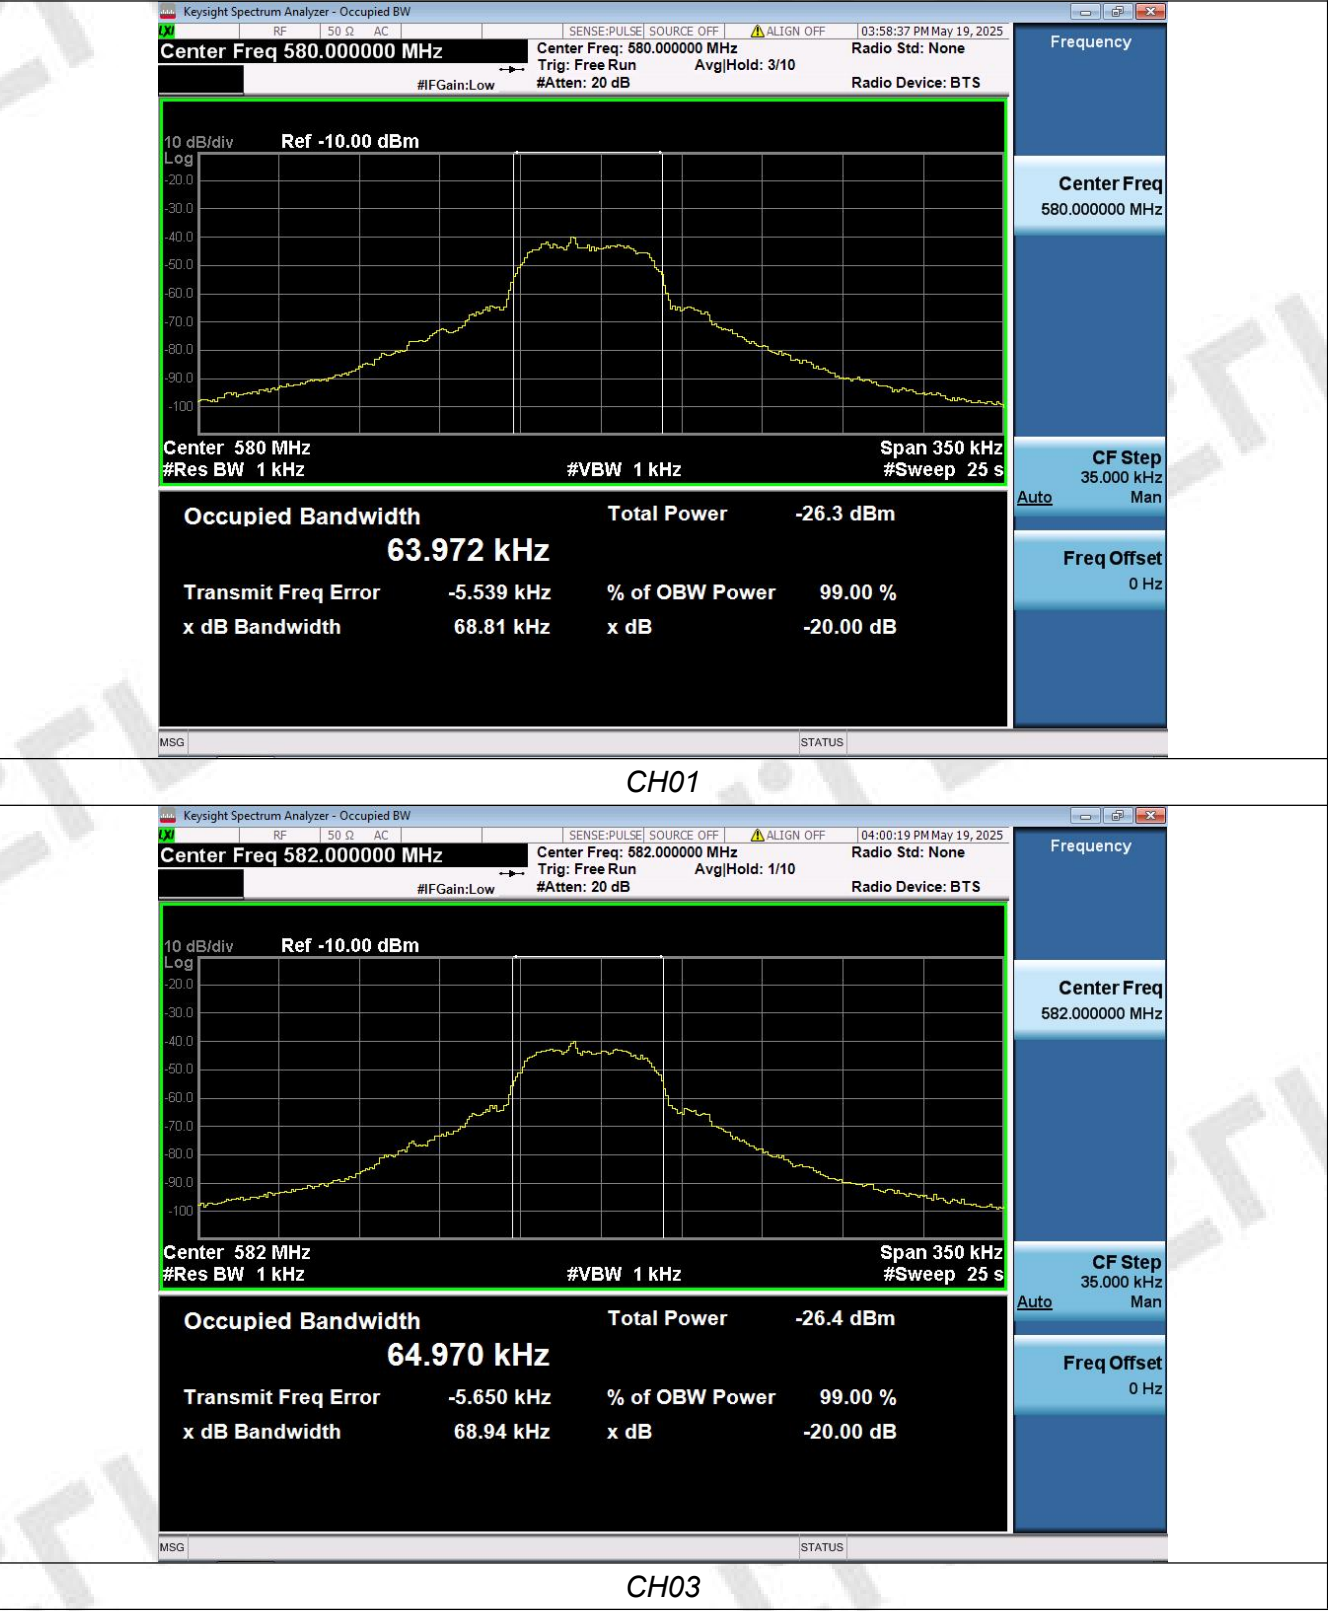 Keysight Spectrum Analyzer - Occupied BW
LXI RF 50 Ω AC SENSE:PULSE SOURCE OFF ALIGN OFF 03:58:37 PM May 19, 2025
Center Freq 580.000000 MHz
Center Freq: 580.000000 MHz Radio Std: None
Trig: Free Run Avg|Hold: 3/10
#IFGain:Low #Atten: 20 dB Radio Device: BTS
Frequency
10 dB/div Ref -10.00 dBm
Log
-20.0
-30.0
-40.0
-50.0
-60.0
-70.0
-80.0
-90.0
-100
Center Freq
580.000000 MHz
Center 580 MHz Span 350 kHz
#Res BW 1 kHz #VBW 1 kHz #Sweep 25 s
CF Step
35.000 kHz
Auto Man
Occupied Bandwidth Total Power -26.3 dBm
63.972 kHz
Freq Offset
0 Hz
Transmit Freq Error -5.539 kHz % of OBW Power 99.00 %
x dB Bandwidth 68.81 kHz x dB -20.00 dB
MSG STATUS
CH01
Keysight Spectrum Analyzer - Occupied BW
LXI RF 50 Ω AC SENSE:PULSE SOURCE OFF ALIGN OFF 04:00:19 PM May 19, 2025
Center Freq 582.000000 MHz
Center Freq: 582.000000 MHz Radio Std: None
Trig: Free Run Avg|Hold: 1/10
#IFGain:Low #Atten: 20 dB Radio Device: BTS
Frequency
10 dB/div Ref -10.00 dBm
Log
-20.0
-30.0
-40.0
-50.0
-60.0
-70.0
-80.0
-90.0
-100
Center Freq
582.000000 MHz
Center 582 MHz Span 350 kHz
#Res BW 1 kHz #VBW 1 kHz #Sweep 25 s
CF Step
35.000 kHz
Auto Man
Occupied Bandwidth Total Power -26.4 dBm
64.970 kHz
Freq Offset
0 Hz
Transmit Freq Error -5.650 kHz % of OBW Power 99.00 %
x dB Bandwidth 68.94 kHz x dB -20.00 dB
MSG STATUS
CH03